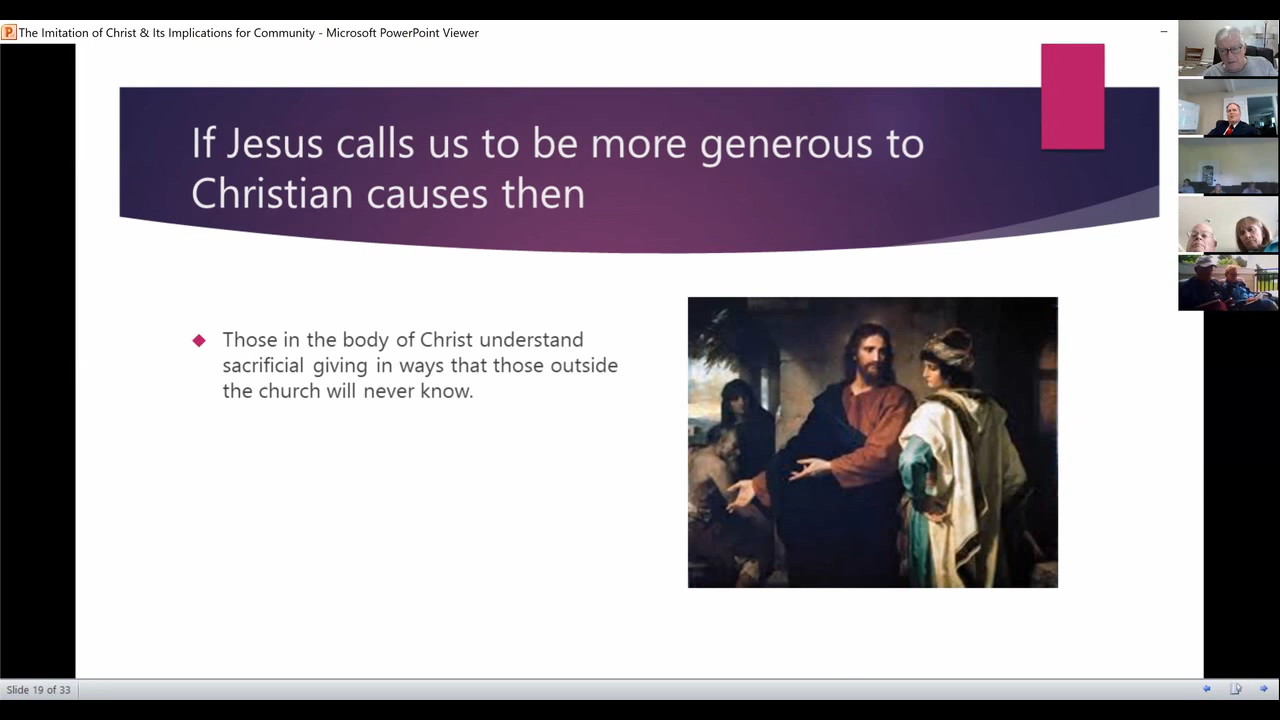 The Imitation of Christ & Its Implications for Community - Microsoft PowerPoint Viewer
If Jesus calls us to be more generous to
Christian causes then
Those in the body of Christ understand
sacrificial giving in ways that those outside
the church will never know.
Slide 19 of 33